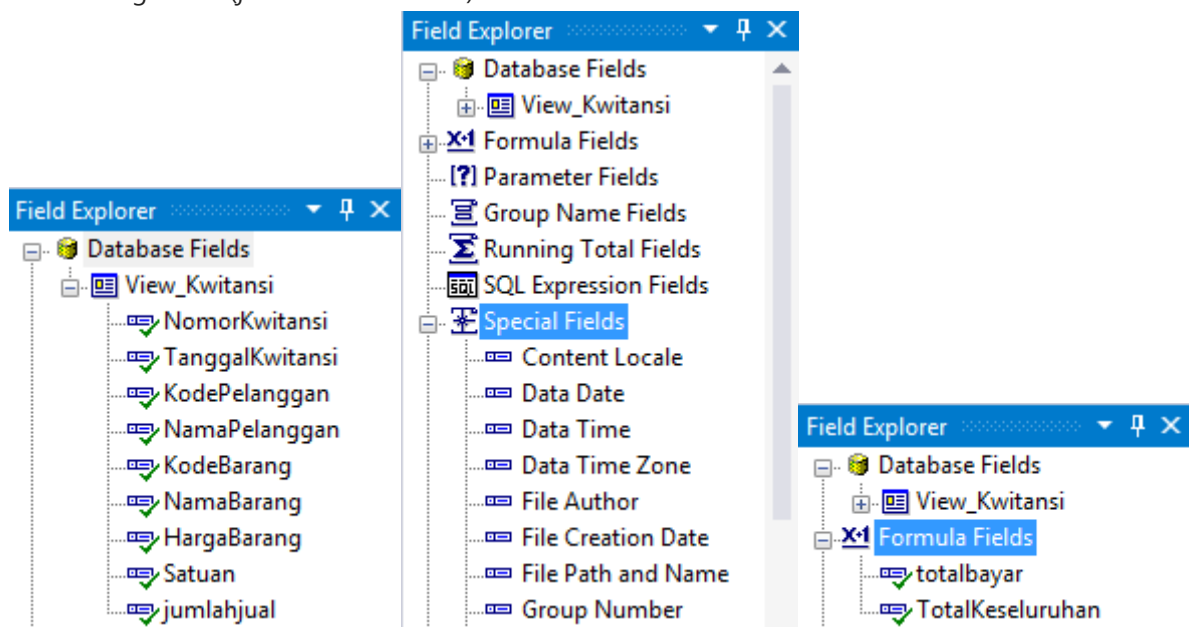 Field Explorer
Database Fields
View_Kwitansi
NomorKwitansi
TanggalKwitansi
KodePelanggan
NamaPelanggan
KodeBarang
NamaBarang
HargaBarang
Satuan
jumlahjual
Field Explorer
Database Fields
View_Kwitansi
Formula Fields
Parameter Fields
Group Name Fields
Running Total Fields
SQL Expression Fields
Special Fields
Content Locale
Data Date
Data Time
Data Time Zone
File Author
File Creation Date
File Path and Name
Group Number
Field Explorer
Database Fields
View_Kwitansi
Formula Fields
totalbayar
TotalKeseluruhan